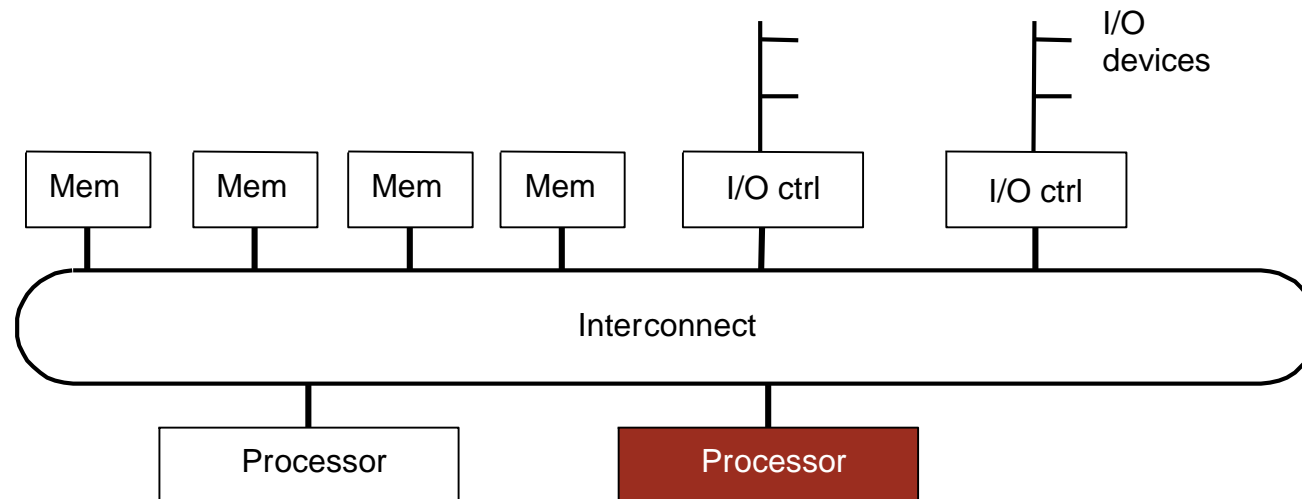 I/O
devices
Mem
Mem
Mem
Mem
I/O ctrl
I/O ctrl
Interconnect
Processor
Processor